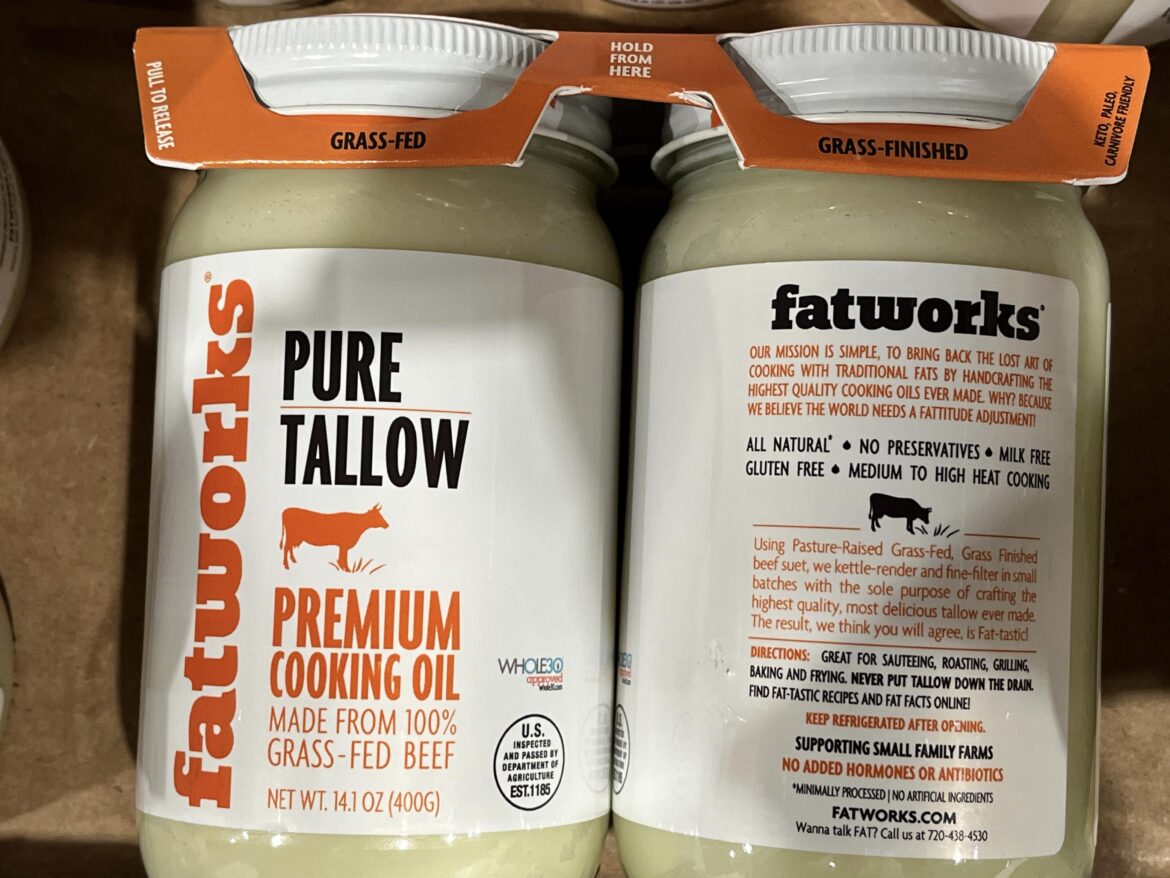 PULL TO RELEASE
GRASS-FED
HOLD
FROM
HERE
GRASS-FINISHED
KETO, PALEO,
CARNIVORE FRIENDLY
fatworks®
PURE
TALLOW
PREMIUM
COOKING OIL
MADE FROM 100%
GRASS-FED BEEF
NET WT. 14.1 OZ (400G)
WHOLE30
approved
whole30.com
U.S.
INSPECTED
AND PASSED BY
DEPARTMENT OF
AGRICULTURE
EST.1185
fatworks®
OUR MISSION IS SIMPLE, TO BRING BACK THE LOST ART OF
COOKING WITH TRADITIONAL FATS BY HANDCRAFTING THE
HIGHEST QUALITY COOKING OILS EVER MADE. WHY? BECAUSE
WE BELIEVE THE WORLD NEEDS A FATTITUDE ADJUSTMENT!
ALL NATURAL* • NO PRESERVATIVES • MILK FREE
GLUTEN FREE • MEDIUM TO HIGH HEAT COOKING
Using Pasture-Raised Grass-Fed, Grass Finished
beef suet, we kettle-render and fine-filter in small
batches with the sole purpose of crafting the
highest quality, most delicious tallow ever made.
The result, we think you will agree, is Fat-tastic!
DIRECTIONS: GREAT FOR SAUTEEING, ROASTING, GRILLING,
BAKING AND FRYING. NEVER PUT TALLOW DOWN THE DRAIN.
FIND FAT-TASTIC RECIPES AND FAT FACTS ONLINE!
KEEP REFRIGERATED AFTER OPENING.
SUPPORTING SMALL FAMILY FARMS
NO ADDED HORMONES OR ANTIBIOTICS
*MINIMALLY PROCESSED | NO ARTIFICIAL INGREDIENTS
FATWORKS.COM
Wanna talk FAT? Call us at 720-438-4530